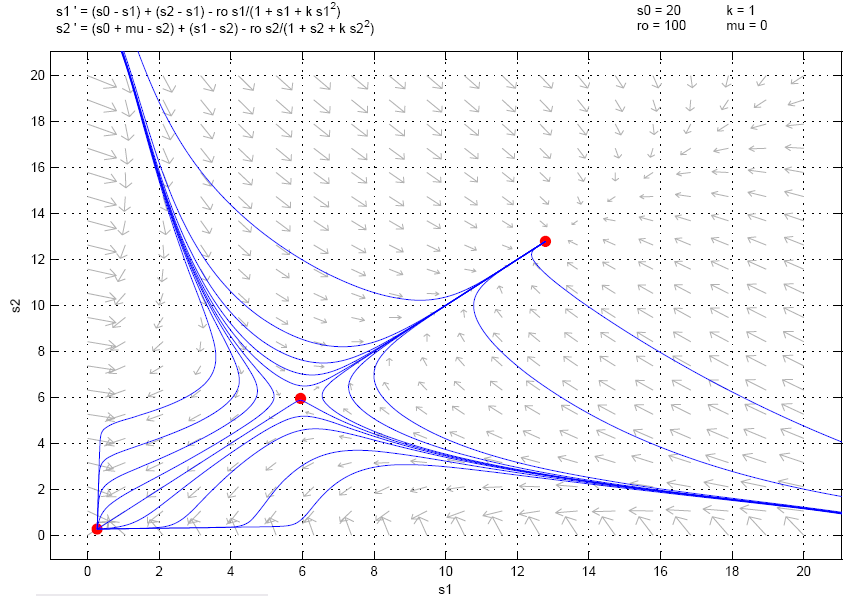 s1 ' = (s0 - s1) + (s2 - s1) - ro s1/(1 + s1 + k s1²)
s2 ' = (s0 + mu - s2) + (s1 - s2) - ro s2/(1 + s2 + k s2²)
s0 = 20 k = 1
ro = 100 mu = 0
20
18
16
14
12
10
8
6
4
2
0
s2
0 2 4 6 8 10 12 14 16 18 20
s1